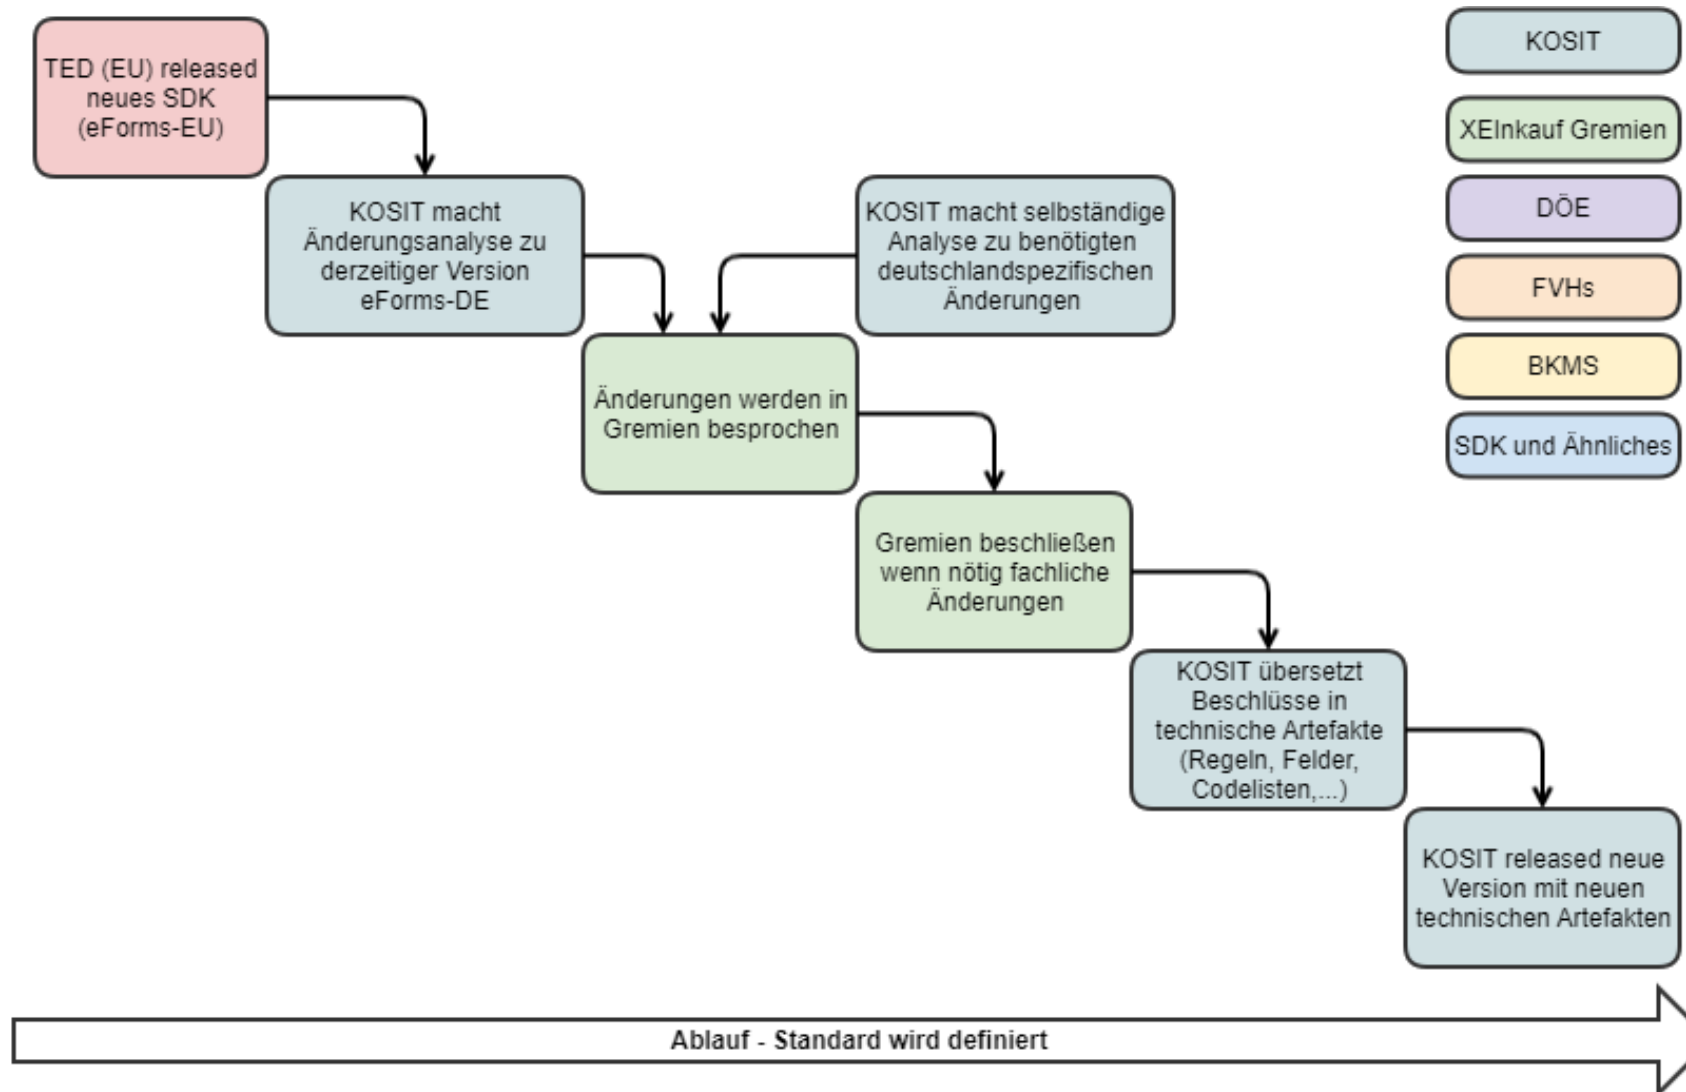 TED (EU) released
neues SDK
(eForms-EU)
KOSIT macht
Änderungsanalyse zu
derzeitiger Version
eForms-DE
KOSIT macht selbständige
Analyse zu benötigten
deutschlandspezifischen
Änderungen
Änderungen werden in
Gremien besprochen
Gremien beschließen
wenn nötig fachliche
Änderungen
KOSIT übersetzt
Beschlüsse in
technische Artefakte
(Regeln, Felder,
Codelisten,...)
KOSIT released neue
Version mit neuen
technischen Artefakten
KOSIT
XEInkauf Gremien
DÖE
FVHs
BKMS
SDK und Ähnliches
Ablauf - Standard wird definiert